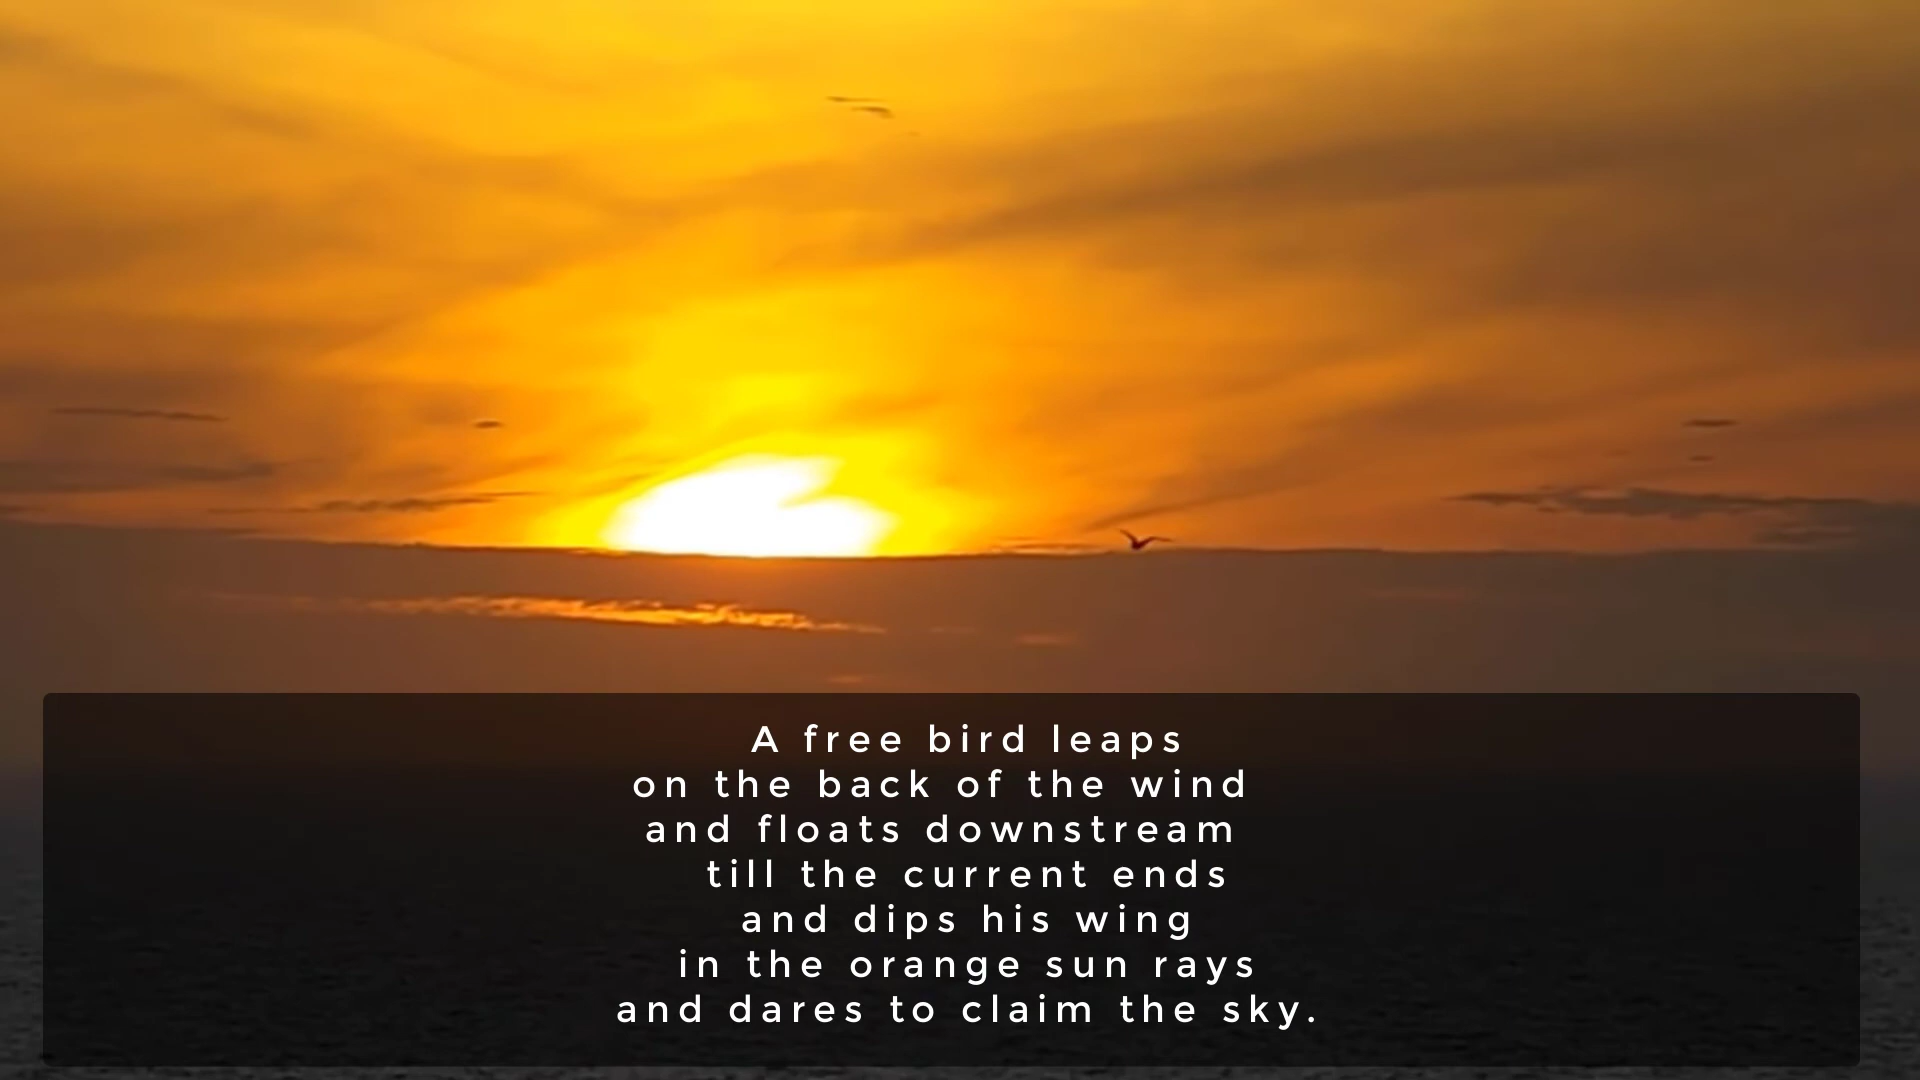 A free bird leaps
on the back of the wind
and floats downstream
till the current ends
and dips his wing
in the orange sun rays
and dares to claim the sky.